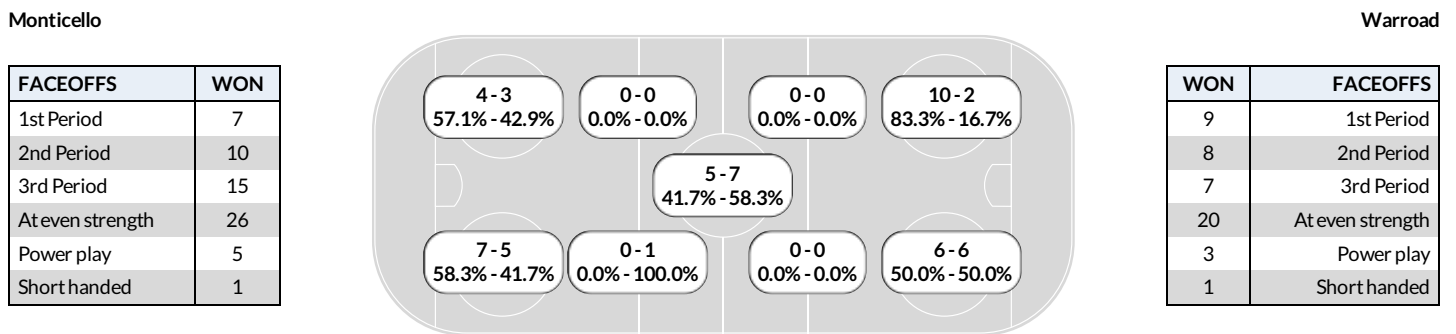 Monticello
Warroad
FACEOFFS WON
1st Period 7
2nd Period 10
3rd Period 15
At even strength 26
Power play 5
Short handed 1
4 - 3
57.1% - 42.9%
0 - 0
0.0% - 0.0%
0 - 0
0.0% - 0.0%
10 - 2
83.3% - 16.7%
5 - 7
41.7% - 58.3%
7 - 5
58.3% - 41.7%
0 - 1
0.0% - 100.0%
0 - 0
0.0% - 0.0%
6 - 6
50.0% - 50.0%
WON FACEOFFS
9 1st Period
8 2nd Period
7 3rd Period
20 At even strength
3 Power play
1 Short handed